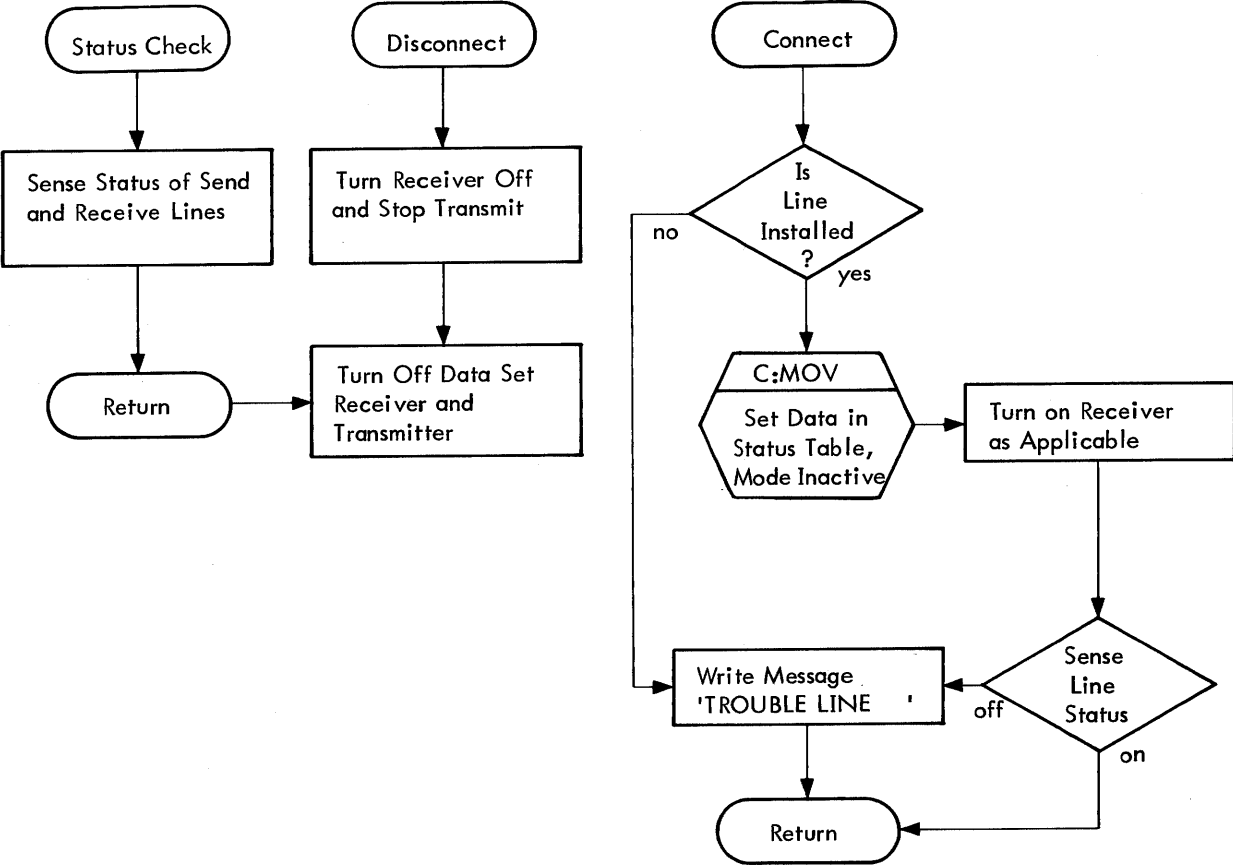 Status Check
Sense Status of Send
and Receive Lines
Return
Disconnect
Turn Receiver Off
and Stop Transmit
Turn Off Data Set
Receiver and
Transmitter
Connect
Is
Line
Installed
?
no
yes
C:MOV
Set Data in
Status Table,
Mode Inactive
Turn on Receiver
as Applicable
Sense
Line
Status
off
on
Write Message
'TROUBLE LINE    '
Return